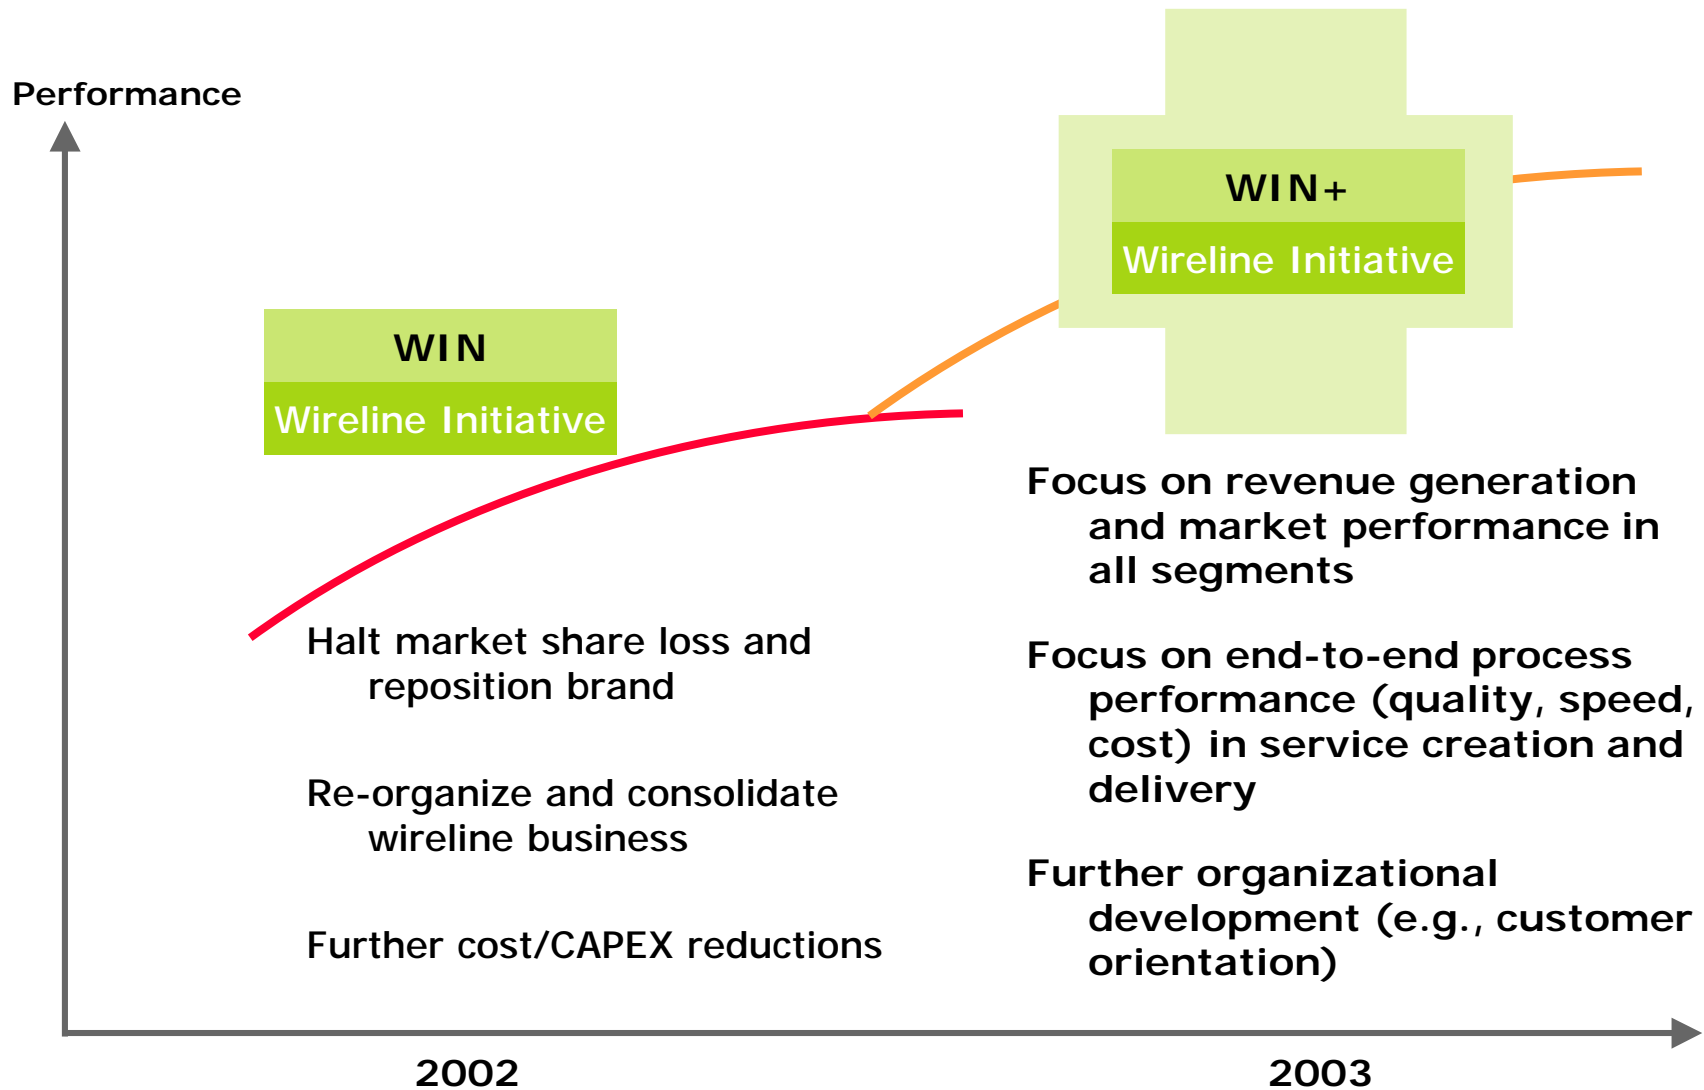 Performance
WIN
Wireline Initiative
Halt market share loss and
reposition brand
Re-organize and consolidate
wireline business
Further cost/CAPEX reductions
2002
WIN+
Wireline Initiative
Focus on revenue generation
and market performance in
all segments
Focus on end-to-end process
performance (quality, speed,
cost) in service creation and
delivery
Further organizational
development (e.g., customer
orientation)
2003